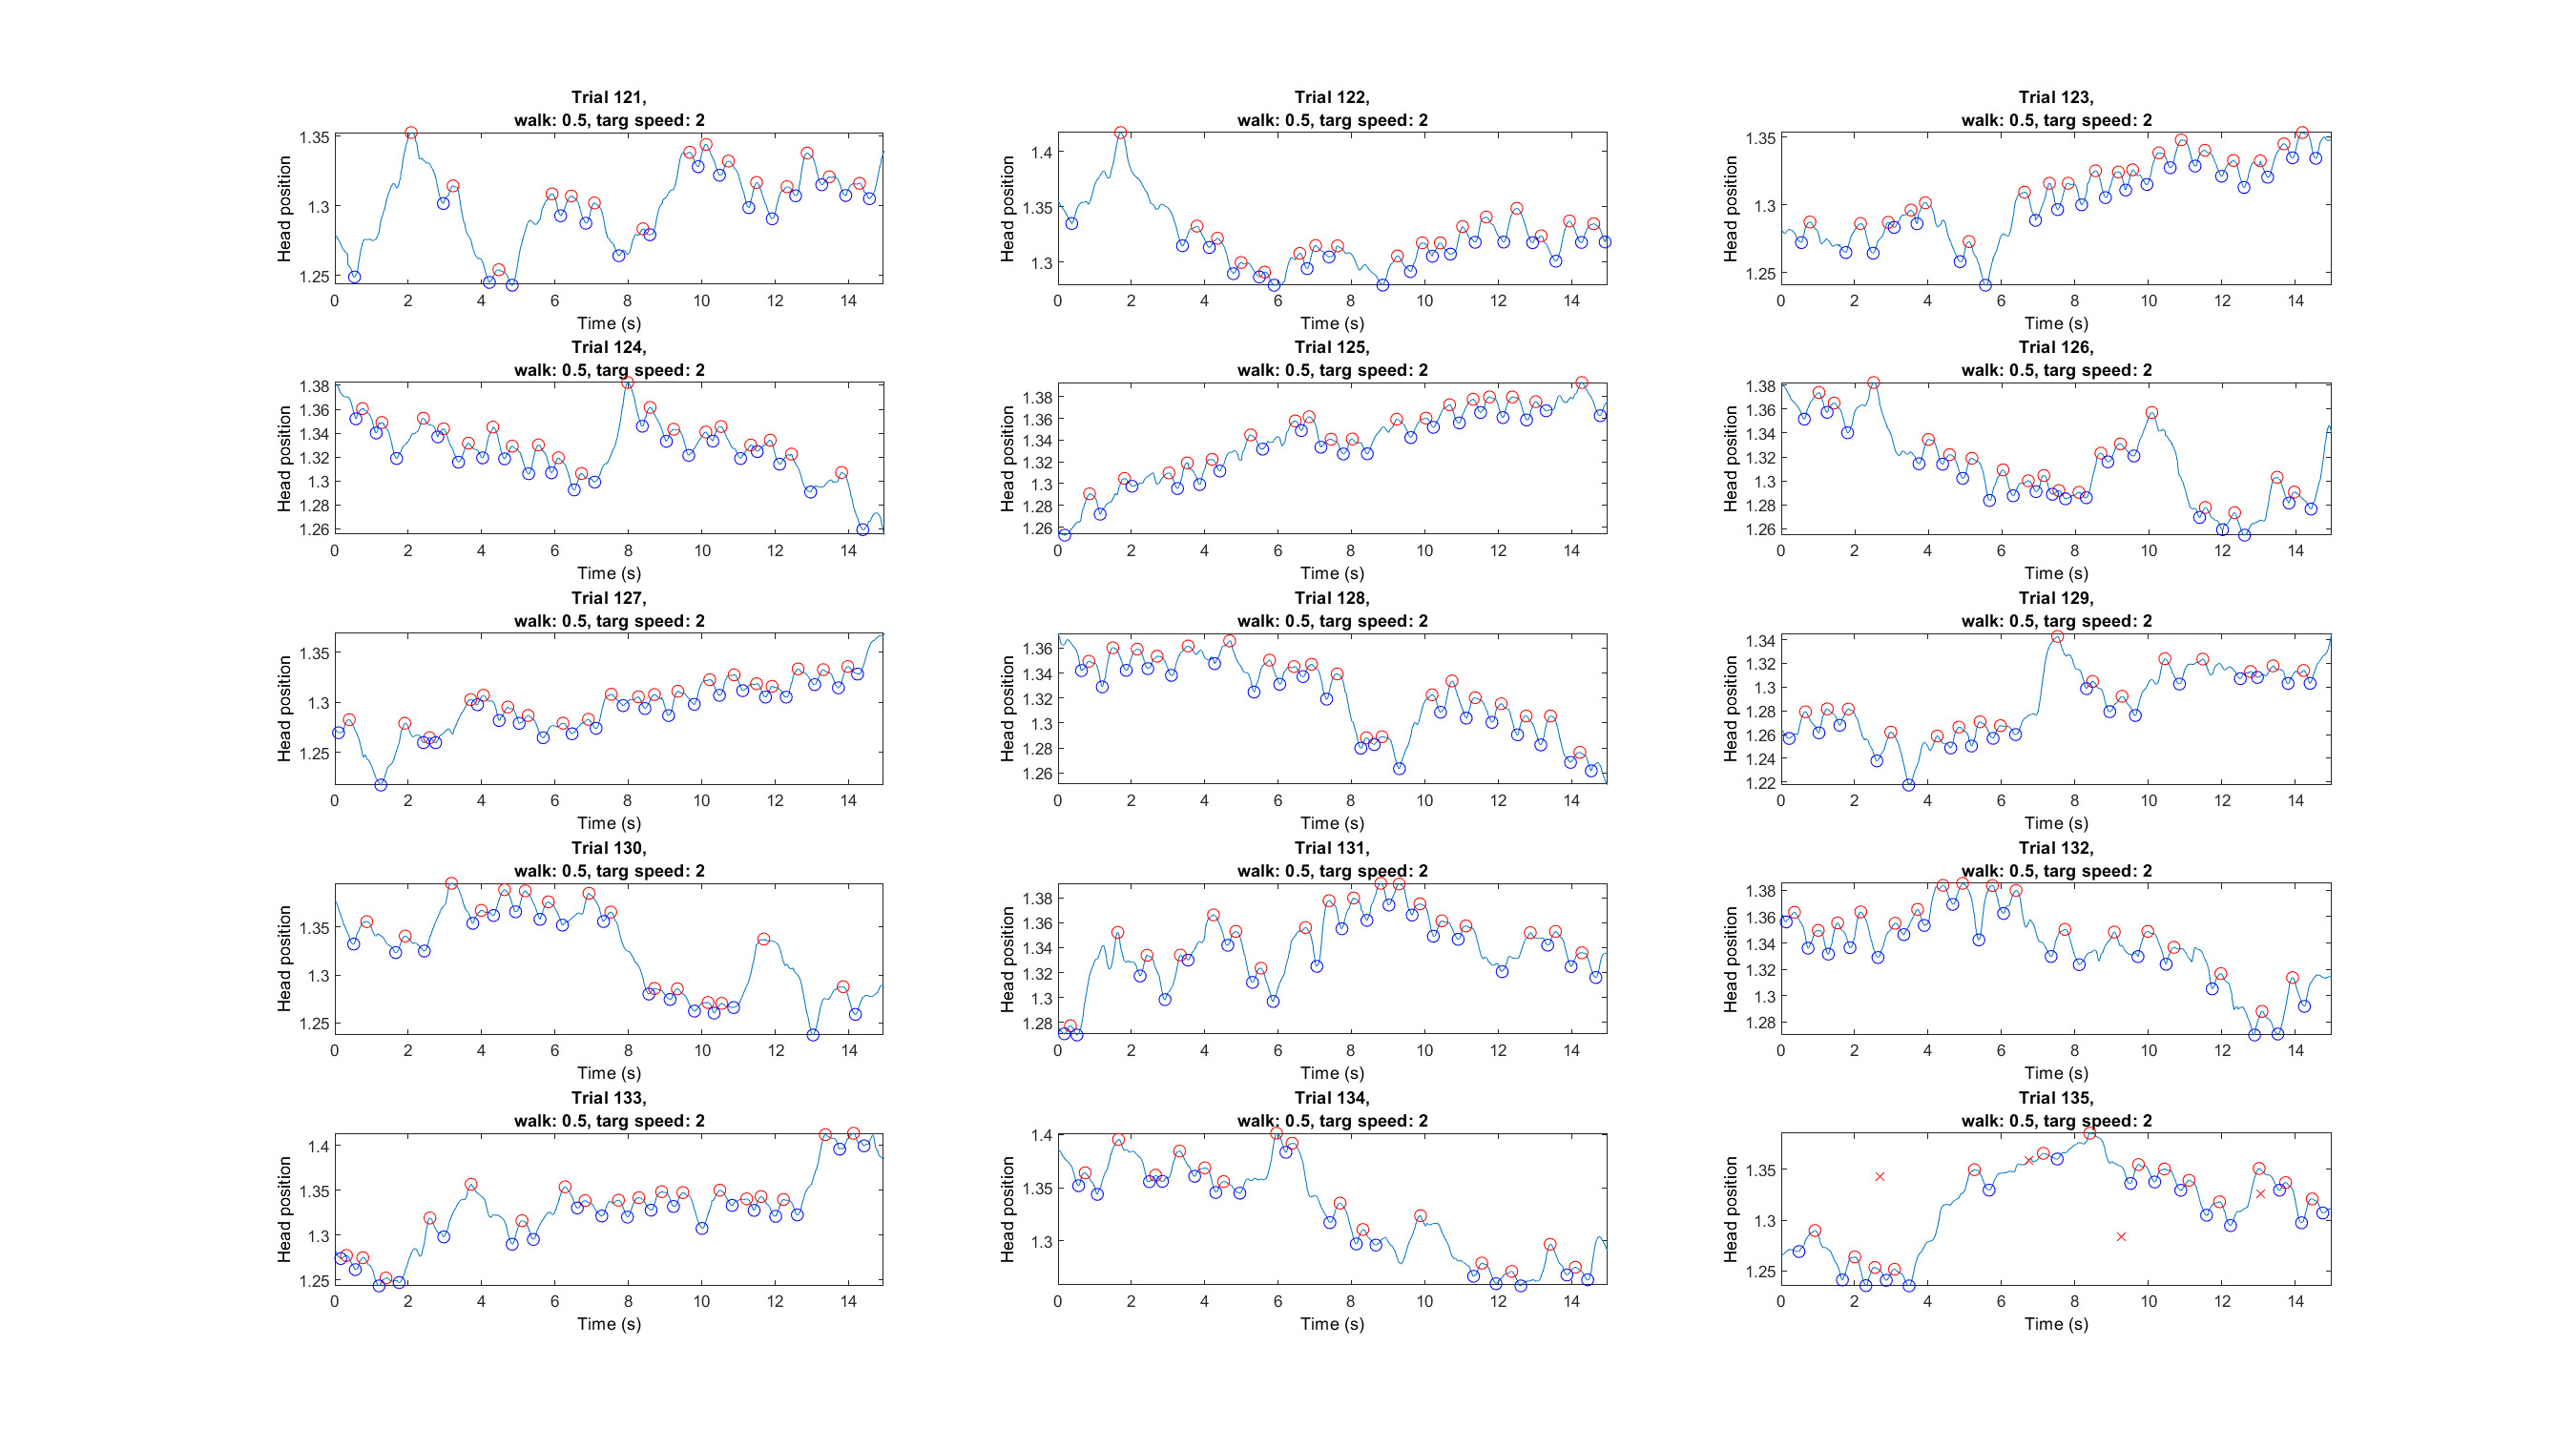 Trial 121,
walk: 0.5, targ speed: 2
1.35
1.3
1.25
Head position
0 2 4 6 8 10 12 14
Time (s)
Trial 122,
walk: 0.5, targ speed: 2
1.4
1.35
1.3
Head position
0 2 4 6 8 10 12 14
Time (s)
Trial 123,
walk: 0.5, targ speed: 2
1.35
1.3
1.25
Head position
0 2 4 6 8 10 12 14
Time (s)
Trial 124,
walk: 0.5, targ speed: 2
1.38
1.36
1.34
1.32
1.3
1.28
1.26
Head position
0 2 4 6 8 10 12 14
Time (s)
Trial 125,
walk: 0.5, targ speed: 2
1.38
1.36
1.34
1.32
1.3
1.28
1.26
Head position
0 2 4 6 8 10 12 14
Time (s)
Trial 126,
walk: 0.5, targ speed: 2
1.38
1.36
1.34
1.32
1.3
1.28
1.26
Head position
0 2 4 6 8 10 12 14
Time (s)
Trial 127,
walk: 0.5, targ speed: 2
1.35
1.3
1.25
Head position
0 2 4 6 8 10 12 14
Time (s)
Trial 128,
walk: 0.5, targ speed: 2
1.36
1.34
1.32
1.3
1.28
1.26
Head position
0 2 4 6 8 10 12 14
Time (s)
Trial 129,
walk: 0.5, targ speed: 2
1.34
1.32
1.3
1.28
1.26
1.24
1.22
Head position
0 2 4 6 8 10 12 14
Time (s)
Trial 130,
walk: 0.5, targ speed: 2
1.35
1.3
1.25
Head position
0 2 4 6 8 10 12 14
Time (s)
Trial 131,
walk: 0.5, targ speed: 2
1.38
1.36
1.34
1.32
1.3
1.28
Head position
0 2 4 6 8 10 12 14
Time (s)
Trial 132,
walk: 0.5, targ speed: 2
1.38
1.36
1.34
1.32
1.3
1.28
Head position
0 2 4 6 8 10 12 14
Time (s)
Trial 133,
walk: 0.5, targ speed: 2
1.4
1.35
1.3
1.25
Head position
0 2 4 6 8 10 12 14
Time (s)
Trial 134,
walk: 0.5, targ speed: 2
1.4
1.35
1.3
Head position
0 2 4 6 8 10 12 14
Time (s)
Trial 135,
walk: 0.5, targ speed: 2
1.35
1.3
1.25
Head position
0 2 4 6 8 10 12 14
Time (s)